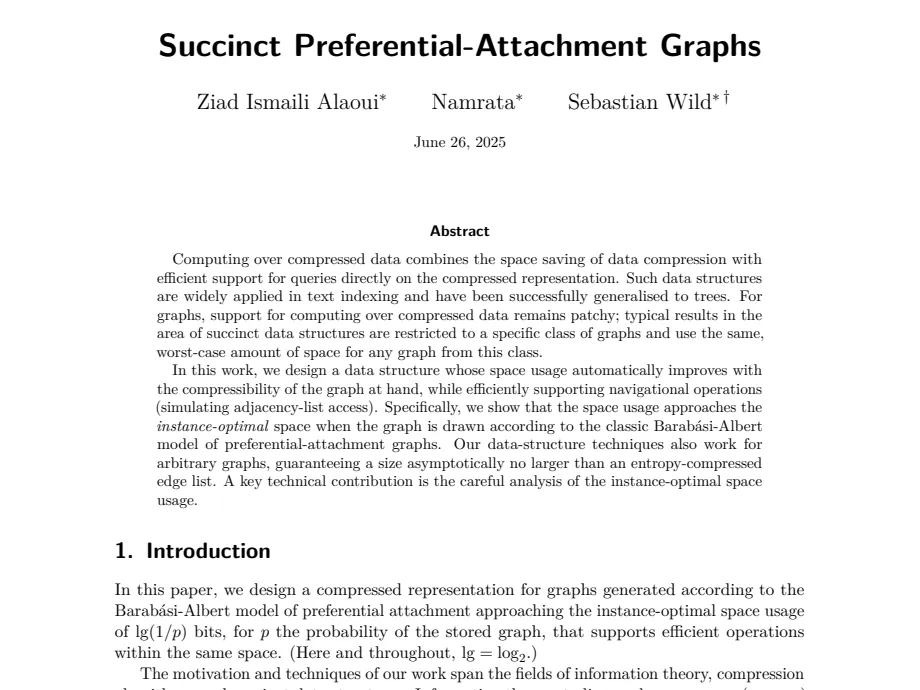 Succinct Preferential-Attachment Graphs
Ziad Ismaili Alaoui* Namrata* Sebastian Wild*†
June 26, 2025
Abstract
Computing over compressed data combines the space saving of data compression with
efficient support for queries directly on the compressed representation. Such data structures
are widely applied in text indexing and have been successfully generalised to trees. For
graphs, support for computing over compressed data remains patchy; typical results in the
area of succinct data structures are restricted to a specific class of graphs and use the same,
worst-case amount of space for any graph from this class.
In this work, we design a data structure whose space usage automatically improves with
the compressibility of the graph at hand, while efficiently supporting navigational operations
(simulating adjacency-list access). Specifically, we show that the space usage approaches the
instance-optimal space when the graph is drawn according to the classic Barabási-Albert
model of preferential-attachment graphs. Our data-structure techniques also work for
arbitrary graphs, guaranteeing a size asymptotically no larger than an entropy-compressed
edge list. A key technical contribution is the careful analysis of the instance-optimal space
usage.
1. Introduction
In this paper, we design a compressed representation for graphs generated according to the
Barabási-Albert model of preferential attachment approaching the instance-optimal space usage
of lg(1/p) bits, for p the probability of the stored graph, that supports efficient operations
within the same space. (Here and throughout, lg = log₂.)
The motivation and techniques of our work span the fields of information theory, compression